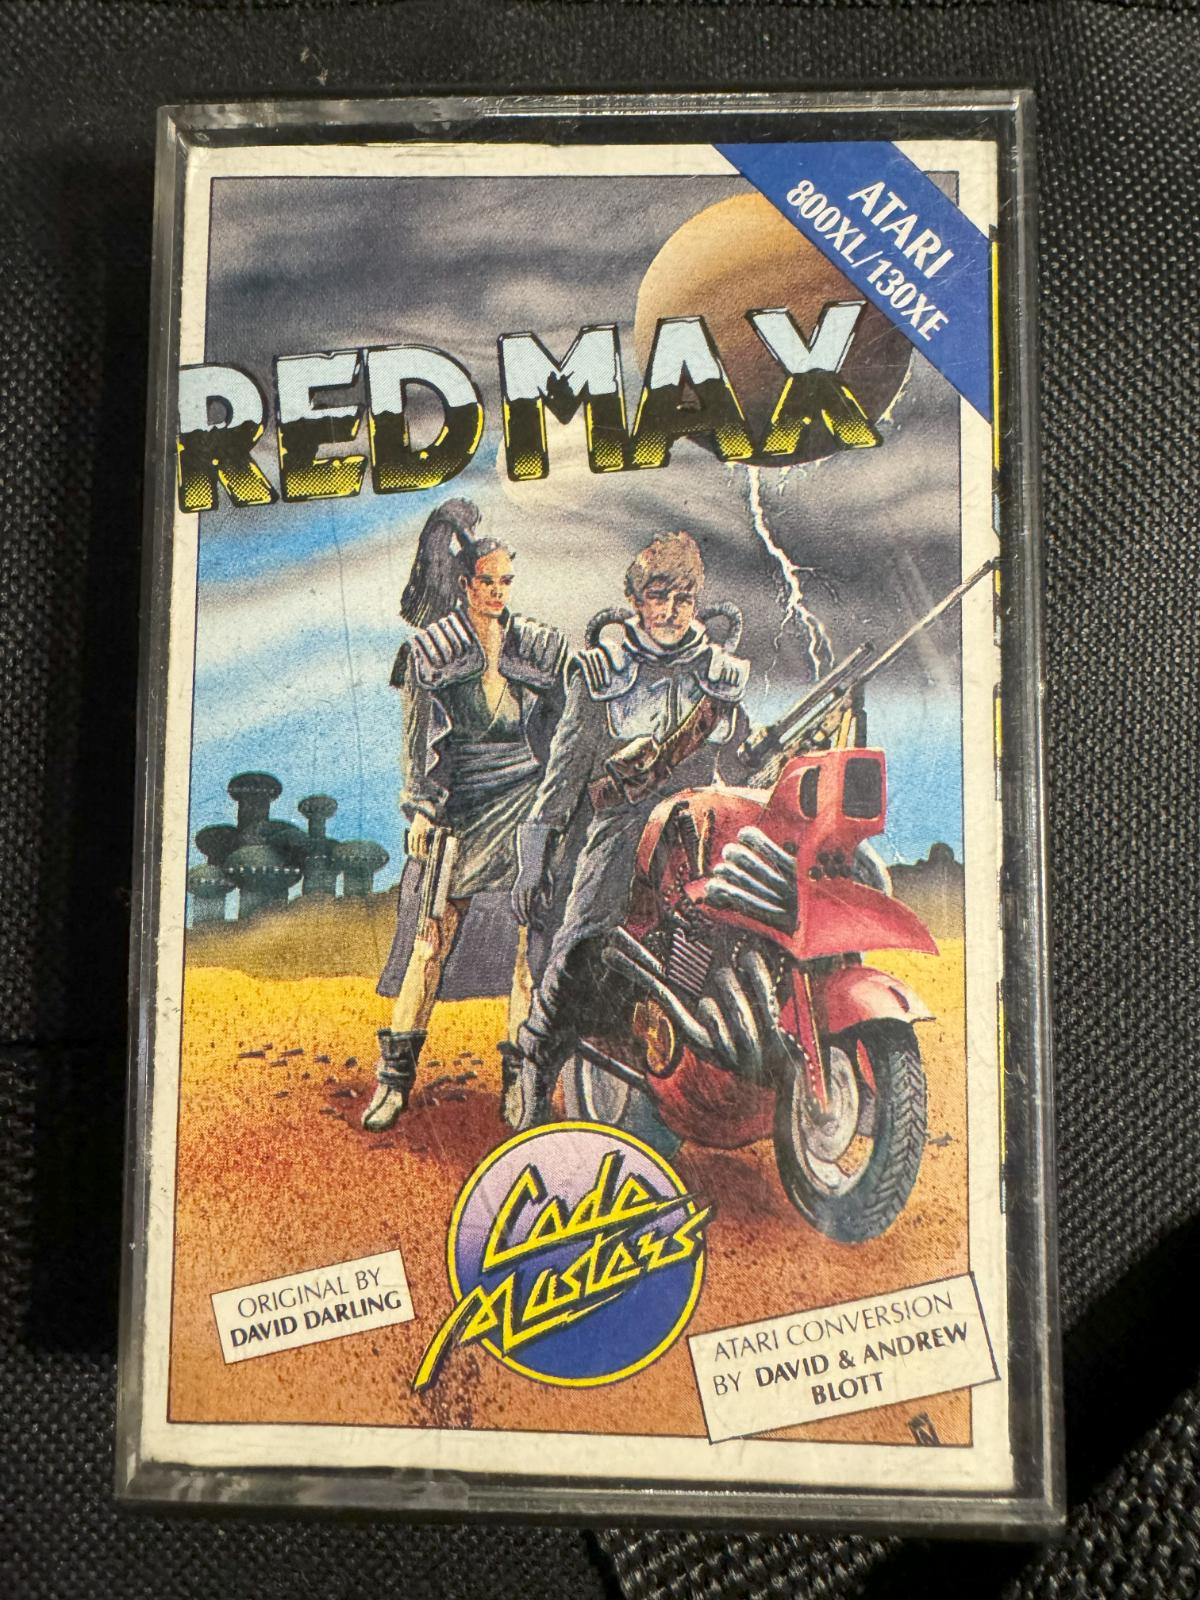 ATARI
800XL/130XE
RED MAX
Code
Masters
ORIGINAL BY
DAVID DARLING
ATARI CONVERSION
BY DAVID & ANDREW
BLOTT